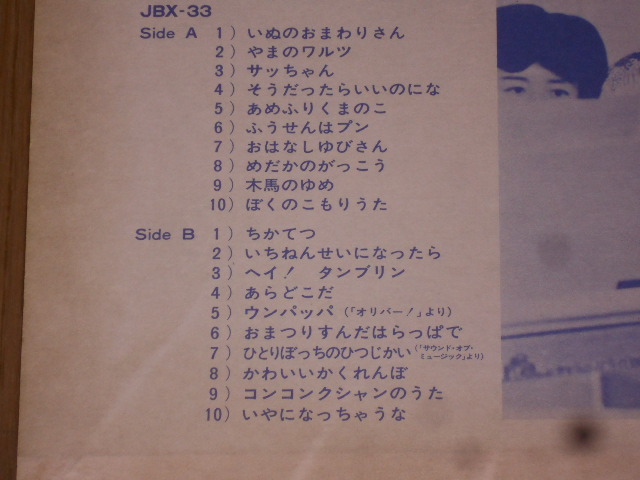 JBX-33
Side A 1) いぬのおまわりさん
2) やまのワルツ
3) サッちゃん
4) そうだったらいいのにな
5) あめふりくまのこ
6) ふうせんはプン
7) おはなしゆびさん
8) めだかのがっこう
9) 木馬のゆめ
10) ぼくのこもりうた
Side B 1) ちかてつ
2) いちねんせいになったら
3) ヘイ! タンブリン
4) あらどこだ
5) ウンパッパ (「オリバー!」より)
6) おまつりすんだはらっぱで
7) ひとりぼっちのひつじかい (「サウンド・オブ・
ミュージック」より)
8) かわいいかくれんぼ
9) コンコンクシャンのうた
10) いやになっちゃうな